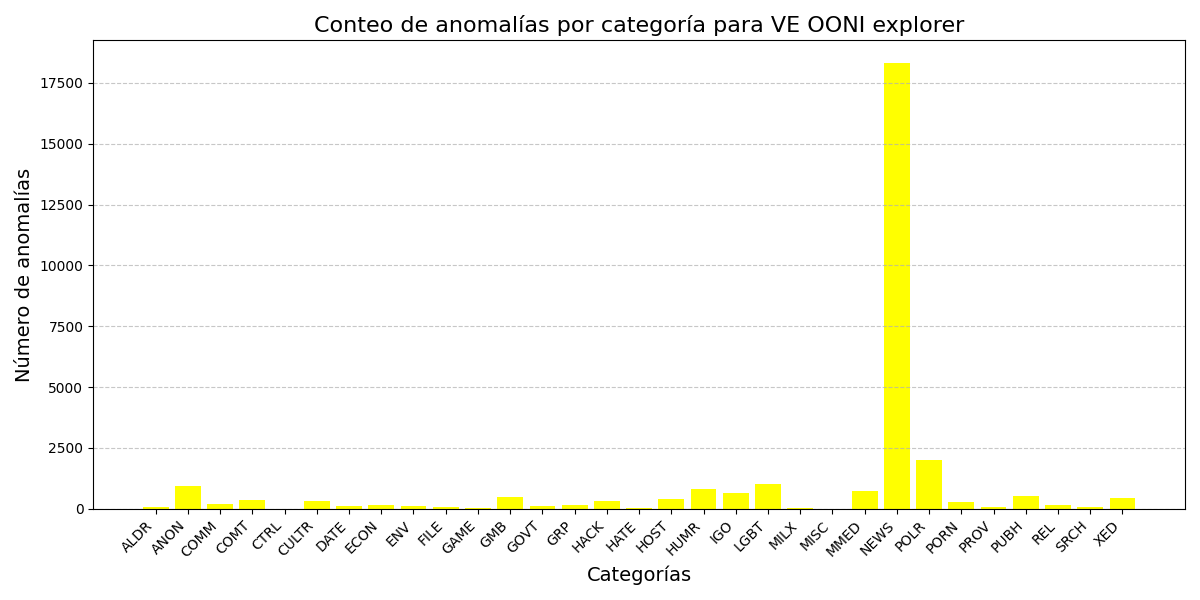 Conteo de anomalías por categoría para VE OONI explorer
Número de anomalías
17500
15000
12500
10000
7500
5000
2500
0
ALDR
ANON
COMM
COMT
CTRL
CULTR
DATE
ECON
ENV
FILE
GAME
GMB
GOVT
GRP
HACK
HATE
HOST
HUMR
IGO
LGBT
MILX
MISC
MMED
NEWS
POLR
PORN
PROV
PUBH
REL
SRCH
XED
Categorías